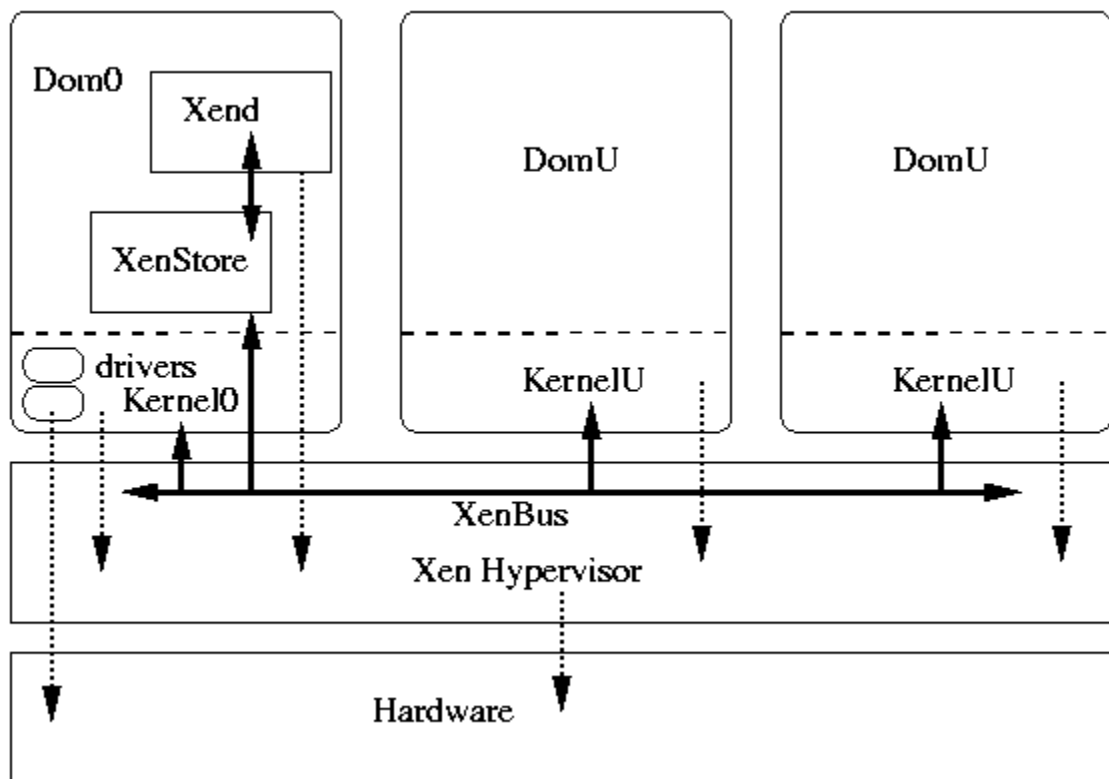 Dom0
Xend
XenStore
drivers
Kernel0
DomU
KernelU
DomU
KernelU
XenBus
Xen Hypervisor
Hardware